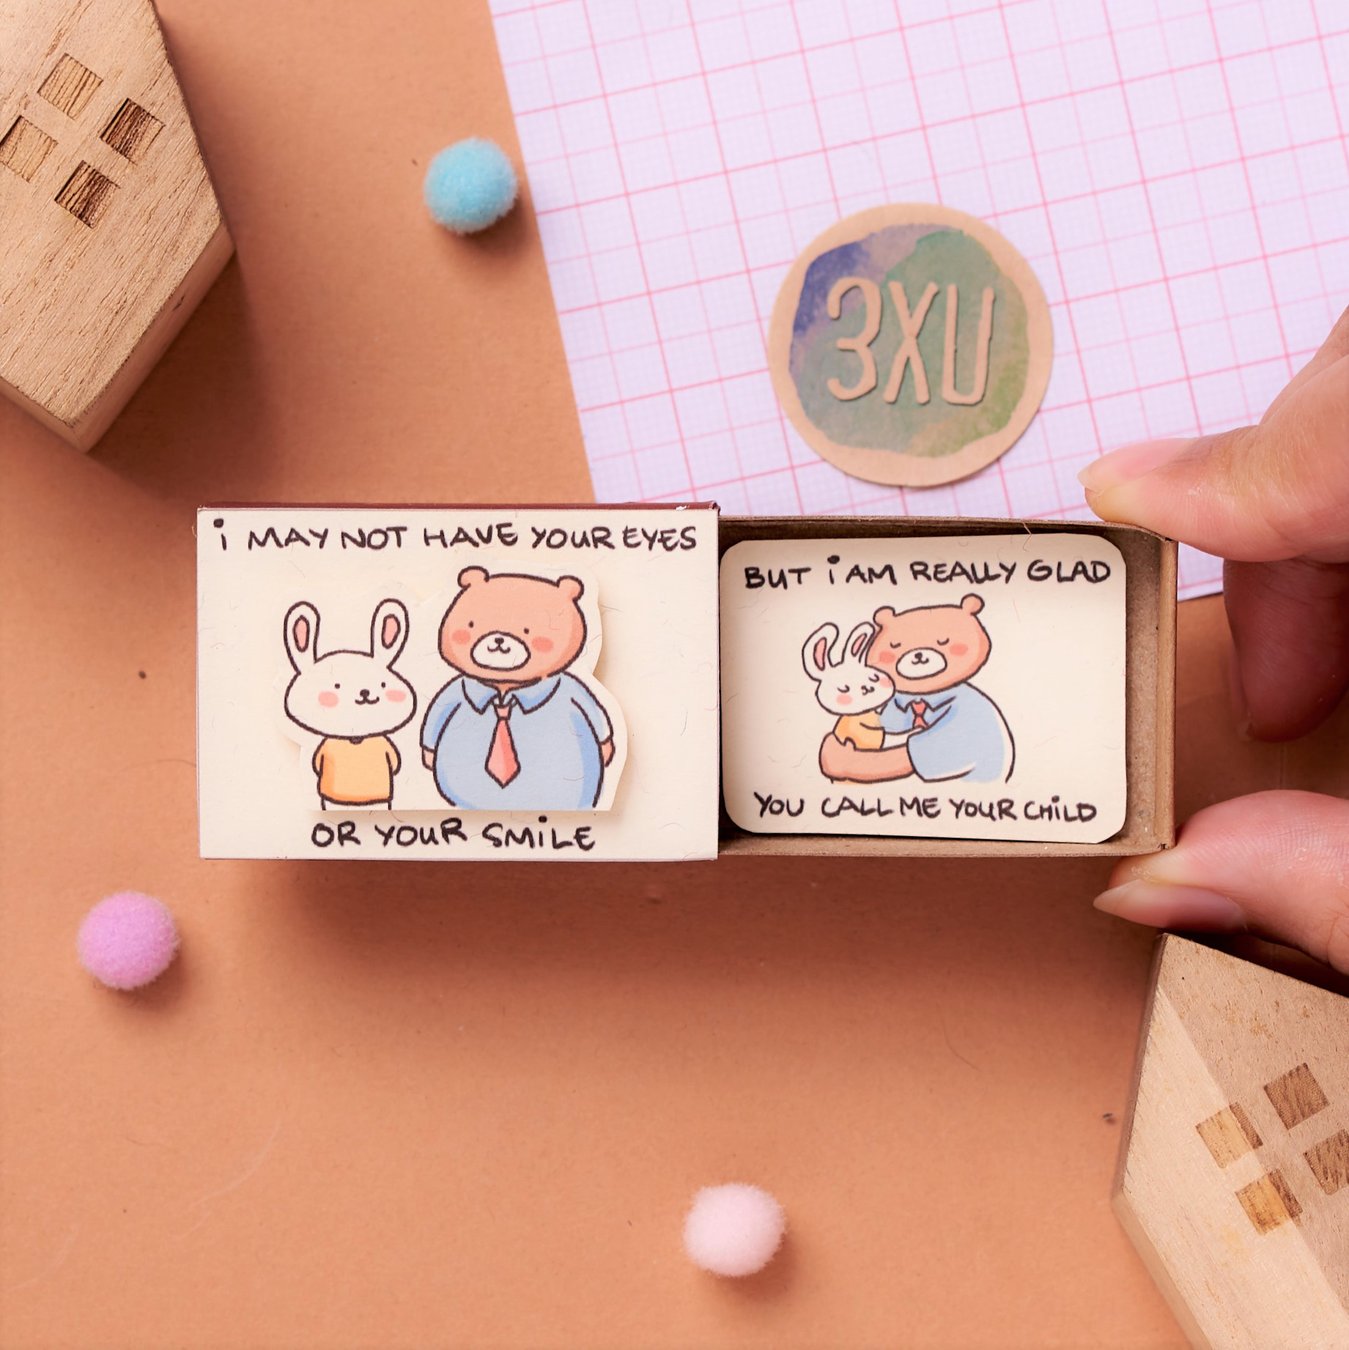 3XU
i MAY NOT HAVE YOUR EYES
OR YOUR SMiLE
BUT i AM REALLY GLAD
YOU CALL ME YOUR CHiLD